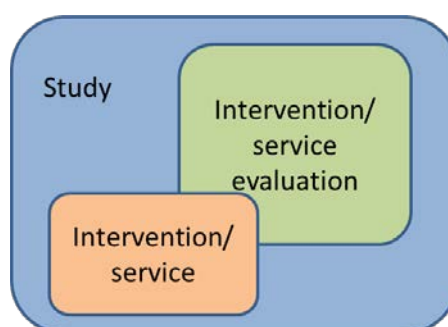 Study
Intervention/
service
evaluation
Intervention/
service